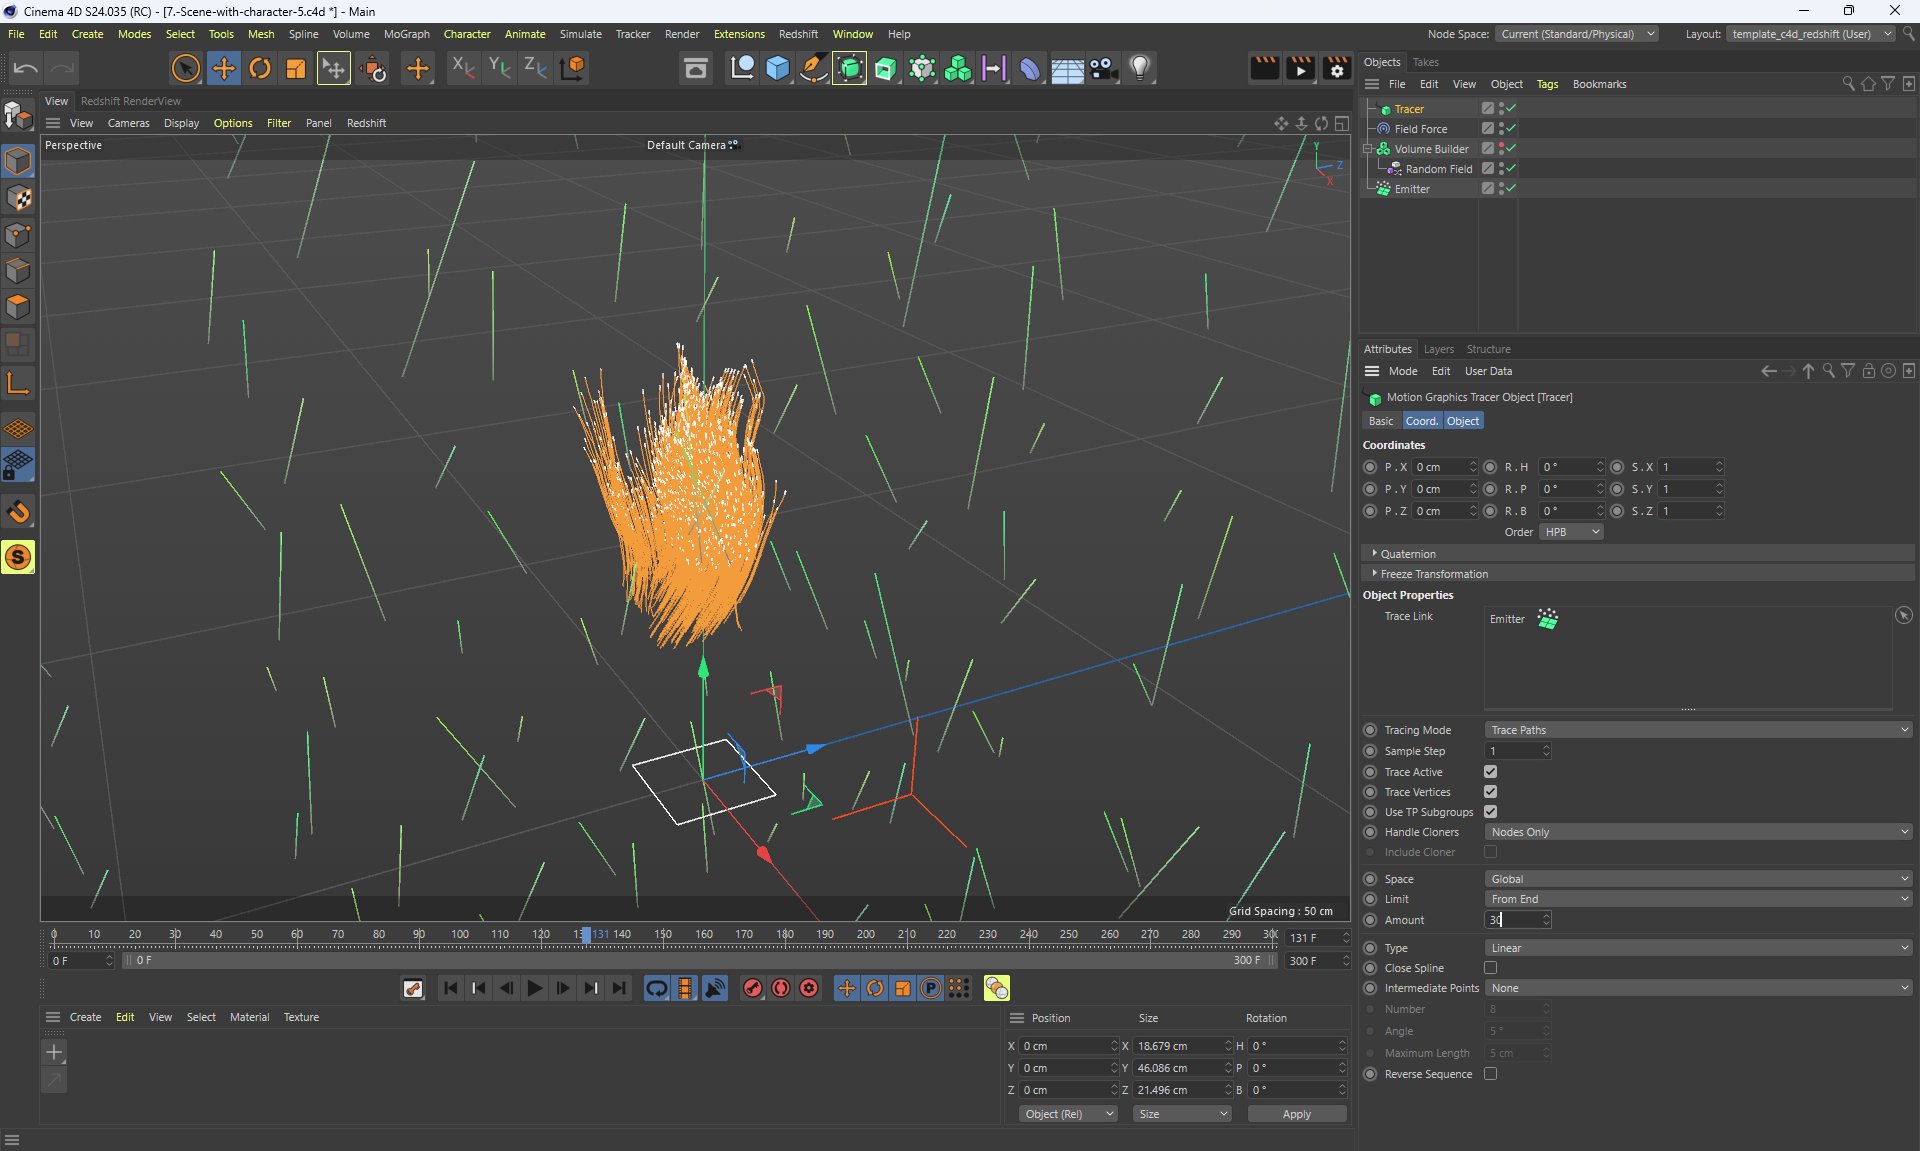 Cinema 4D S24.035 (RC) - [7.-Scene-with-character-5.c4d *] - Main
File Edit Create Modes Select Tools Mesh Spline Volume MoGraph Character Animate Simulate Tracker Render Extensions Redshift Window Help
Node Space: Current (Standard/Physical) Layout: template_c4d_redshift (User)
X Y Z
View Redshift RenderView
View Cameras Display Options Filter Panel Redshift
Perspective
Default Camera
Y
Z
X
Grid Spacing : 50 cm
0 10 20 30 40 50 60 70 80 90 100 110 120 131 140 150 160 170 180 190 200 210 220 230 240 250 260 270 280 290
131 F
0 F
0 F
300 F
300 F
P
S
Create Edit View Select Material Texture
Position Size Rotation
X 0 cm X 18.679 cm H 0 °
Y 0 cm Y 46.086 cm P 0 °
Z 0 cm Z 21.496 cm B 0 °
Object (Rel) Size Apply
Objects Takes
File Edit View Object Tags Bookmarks
Tracer
Field Force
Volume Builder
Random Field
Emitter
Attributes Layers Structure
Mode Edit User Data
Motion Graphics Tracer Object [Tracer]
Basic Coord. Object
Coordinates
P . X 0 cm R . H 0 ° S . X 1
P . Y 0 cm R . P 0 ° S . Y 1
P . Z 0 cm R . B 0 ° S . Z 1
Order HPB
Quaternion
Freeze Transformation
Object Properties
Trace Link Emitter
Tracing Mode Trace Paths
Sample Step 1
Trace Active
Trace Vertices
Use TP Subgroups
Handle Cloners Nodes Only
Include Cloner
Space Global
Limit From End
Amount 30
Type Linear
Close Spline
Intermediate Points None
Number 8
Angle 5 °
Maximum Length 5 cm
Reverse Sequence